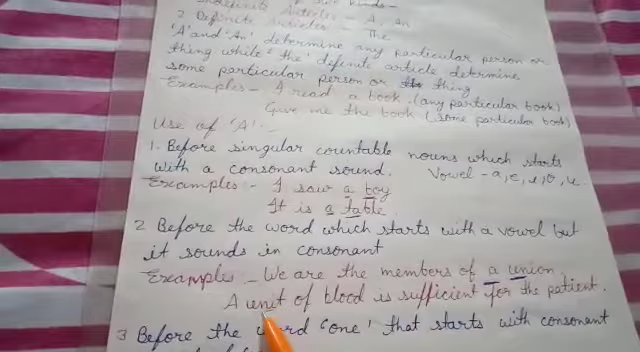 Indefinite Articles - A, An
2. Definite Articles - The
'A' and 'An' determine any particular person or
thing while 'the' definite article determine
some particular person or thing
Examples - I read a book. (any particular book)
Give me the book (some particular book)
Use of 'A' -
1. Before singular countable nouns which starts
with a consonant sound. Vowel - a, e, i, o, u
Examples - I saw a toy
It is a table
2 Before the word which starts with a vowel but
it sounds in consonant
Examples - We are the members of a union
A unit of blood is sufficient for the patient.
3 Before the word 'one' that starts with consonant